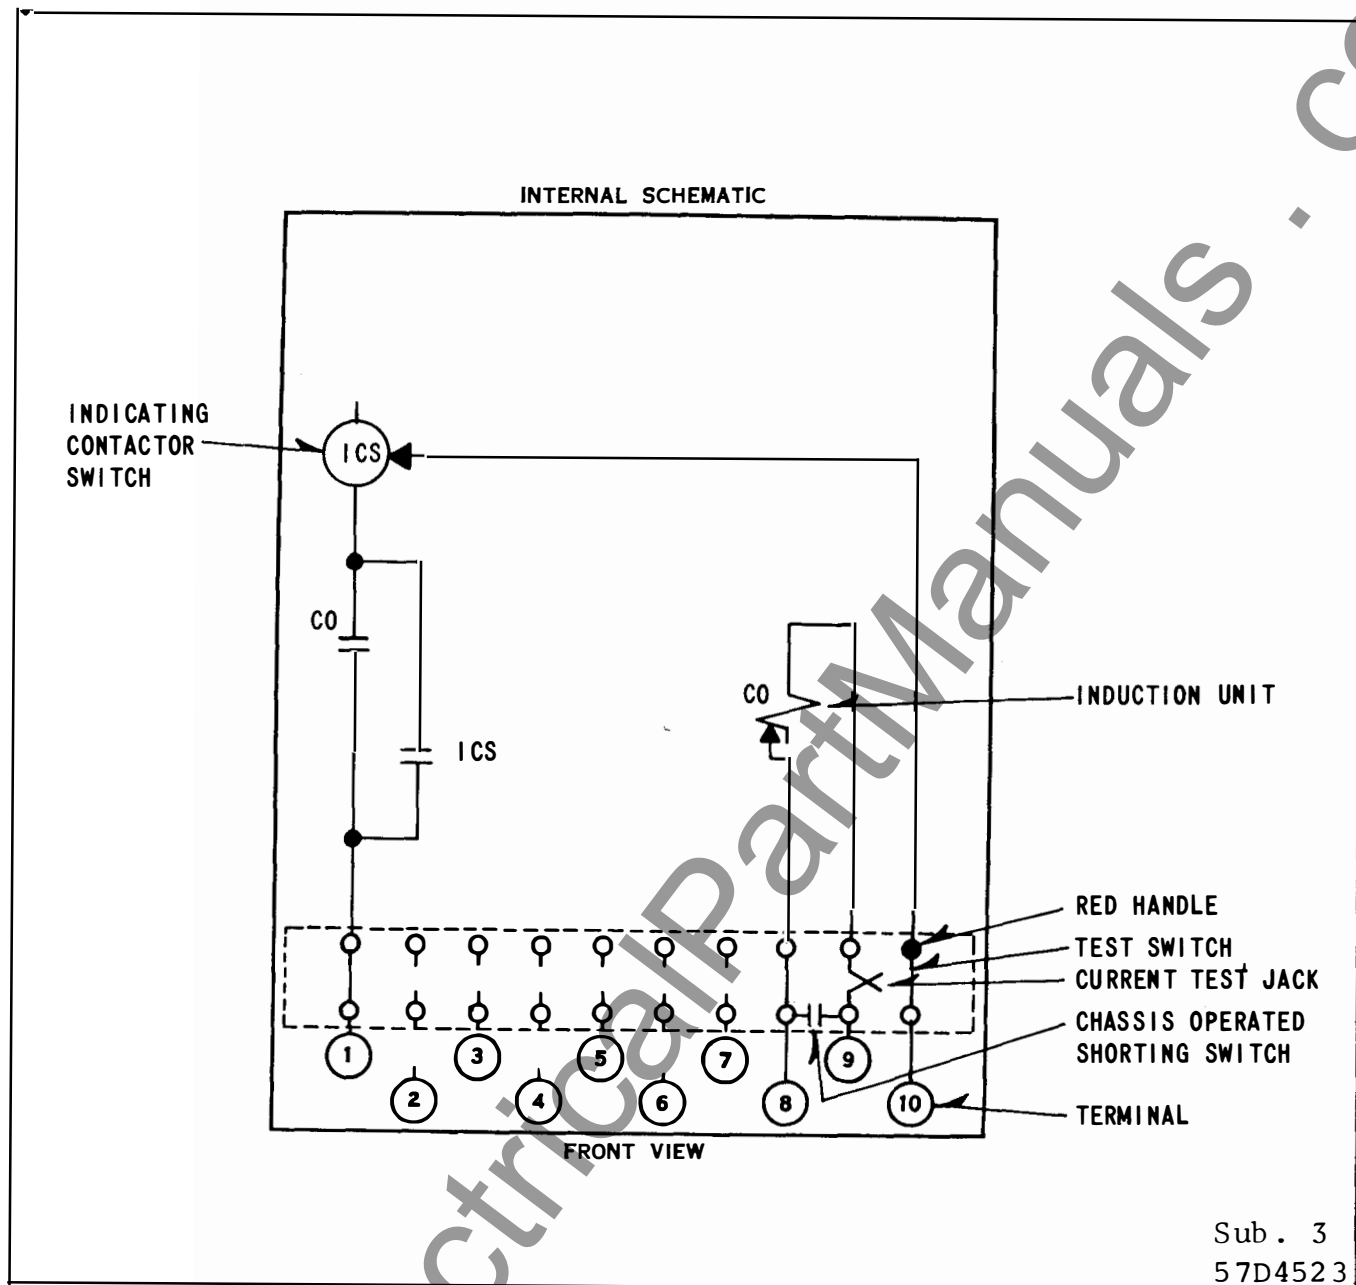 INTERNAL SCHEMATIC
INDICATING
CONTACTOR
SWITCH
ICS
CO
ICS
CO
INDUCTION UNIT
RED HANDLE
TEST SWITCH
CURRENT TEST JACK
CHASSIS OPERATED
SHORTING SWITCH
TERMINAL
1
2
3
4
5
6
7
8
9
10
FRONT VIEW
Sub. 3
57D4523
ctricalPartManuals . c